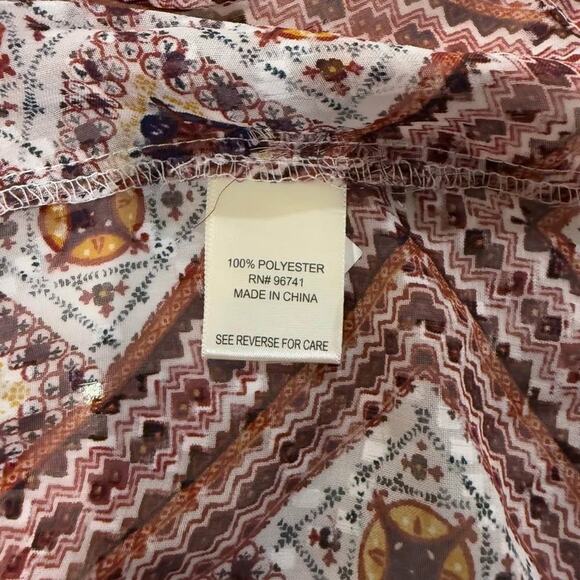 100% POLYESTER
RN# 96741
MADE IN CHINA
SEE REVERSE FOR CARE